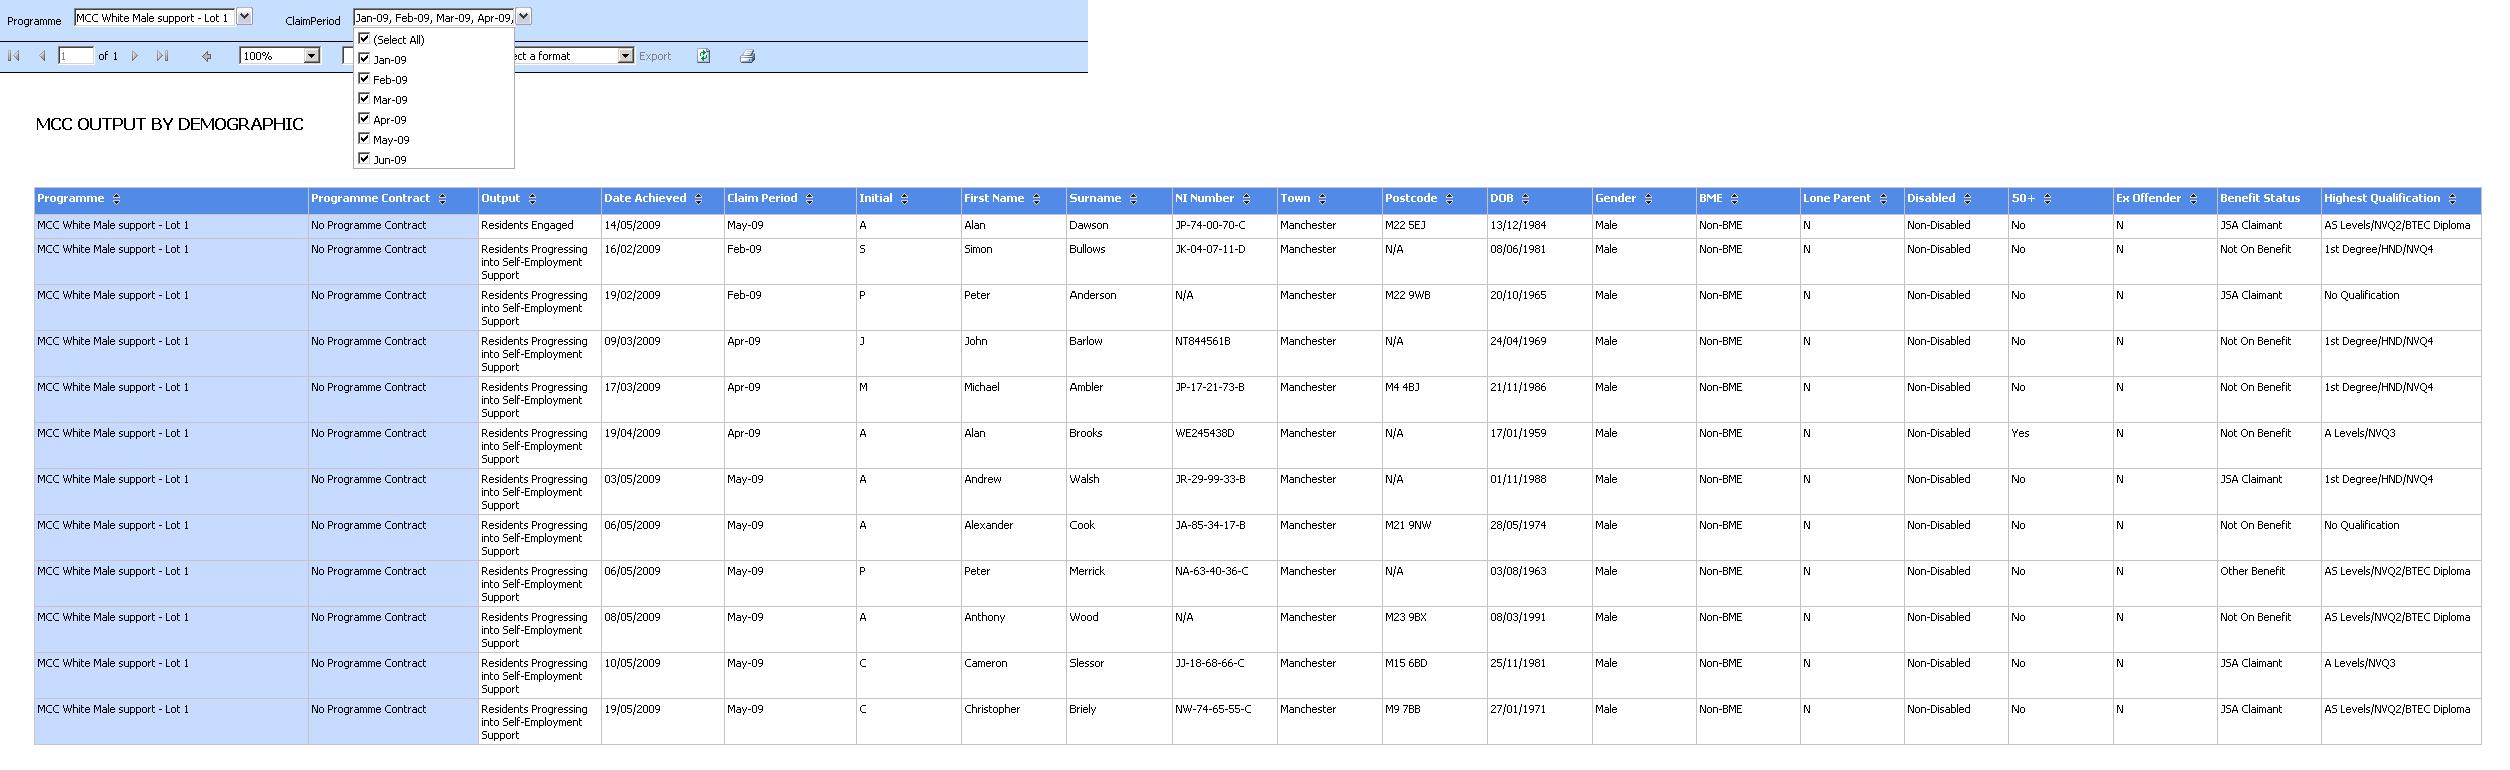 Programme MCC White Male support - Lot 1 ClaimPeriod Jan-09, Feb-09, Mar-09, Apr-09,
(Select All)
1 of 1 100% ct a format Export
Jan-09
Feb-09
Mar-09
Apr-09
May-09
Jun-09
MCC OUTPUT BY DEMOGRAPHIC
Programme Programme Contract Output Date Achieved Claim Period Initial First Name Surname NI Number Town Postcode DOB Gender BME Lone Parent Disabled 50+ Ex Offender Benefit Status Highest Qualification
MCC White Male support - Lot 1 No Programme Contract Residents Engaged 14/05/2009 May-09 A Alan Dawson JP-74-00-70-C Manchester M22 5EJ 13/12/1984 Male Non-BME N Non-Disabled No N JSA Claimant AS Levels/NVQ2/BTEC Diploma
MCC White Male support - Lot 1 No Programme Contract Residents Progressing 16/02/2009 Feb-09 S Simon Bullows JK-04-07-11-D Manchester N/A 08/06/1981 Male Non-BME N Non-Disabled No N Not On Benefit 1st Degree/HND/NVQ4
into Self-Employment
Support
MCC White Male support - Lot 1 No Programme Contract Residents Progressing 19/02/2009 Feb-09 P Peter Anderson N/A Manchester M22 9WB 20/10/1965 Male Non-BME N Non-Disabled No N JSA Claimant No Qualification
into Self-Employment
Support
MCC White Male support - Lot 1 No Programme Contract Residents Progressing 09/03/2009 Apr-09 J John Barlow NT844561B Manchester N/A 24/04/1969 Male Non-BME N Non-Disabled No N Not On Benefit 1st Degree/HND/NVQ4
into Self-Employment
Support
MCC White Male support - Lot 1 No Programme Contract Residents Progressing 17/03/2009 Apr-09 M Michael Ambler JP-17-21-73-B Manchester M4 4BJ 21/11/1986 Male Non-BME N Non-Disabled No N Not On Benefit 1st Degree/HND/NVQ4
into Self-Employment
Support
MCC White Male support - Lot 1 No Programme Contract Residents Progressing 19/04/2009 Apr-09 A Alan Brooks WE245438D Manchester N/A 17/01/1959 Male Non-BME N Non-Disabled Yes N Not On Benefit A Levels/NVQ3
into Self-Employment
Support
MCC White Male support - Lot 1 No Programme Contract Residents Progressing 03/05/2009 May-09 A Andrew Walsh JR-29-99-33-B Manchester N/A 01/11/1988 Male Non-BME N Non-Disabled No N JSA Claimant 1st Degree/HND/NVQ4
into Self-Employment
Support
MCC White Male support - Lot 1 No Programme Contract Residents Progressing 06/05/2009 May-09 A Alexander Cook JA-85-34-17-B Manchester M21 9NW 28/05/1974 Male Non-BME N Non-Disabled No N Not On Benefit No Qualification
into Self-Employment
Support
MCC White Male support - Lot 1 No Programme Contract Residents Progressing 06/05/2009 May-09 P Peter Merrick NA-63-40-36-C Manchester N/A 03/08/1963 Male Non-BME N Non-Disabled No N Other Benefit AS Levels/NVQ2/BTEC Diploma
into Self-Employment
Support
MCC White Male support - Lot 1 No Programme Contract Residents Progressing 08/05/2009 May-09 A Anthony Wood N/A Manchester M23 9BX 08/03/1991 Male Non-BME N Non-Disabled No N Not On Benefit AS Levels/NVQ2/BTEC Diploma
into Self-Employment
Support
MCC White Male support - Lot 1 No Programme Contract Residents Progressing 10/05/2009 May-09 C Cameron Slessor JJ-18-68-66-C Manchester M15 6BD 25/11/1981 Male Non-BME N Non-Disabled No N JSA Claimant A Levels/NVQ3
into Self-Employment
Support
MCC White Male support - Lot 1 No Programme Contract Residents Progressing 19/05/2009 May-09 C Christopher Briely NW-74-65-55-C Manchester M9 7BB 27/01/1971 Male Non-BME N Non-Disabled No N JSA Claimant AS Levels/NVQ2/BTEC Diploma
into Self-Employment
Support